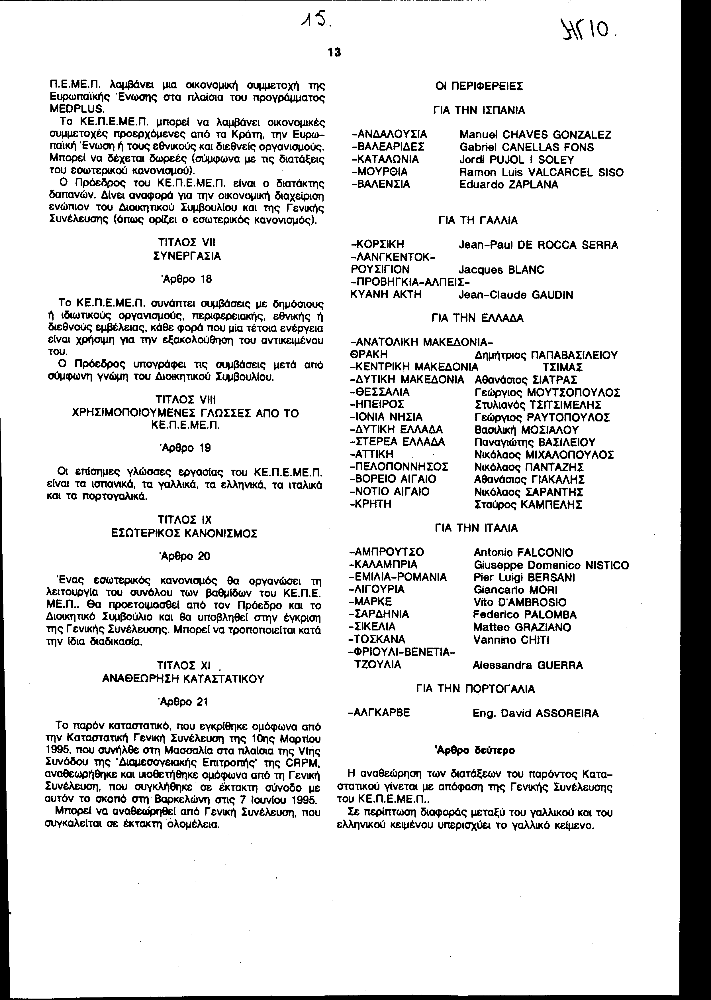 15.
10.
13
Π.Ε.ΜΕ.Π. λαμβάνει μια οικονομική συμμετοχή της
Ευρωπαϊκής Ένωσης στα πλαίσια του προγράμματος
MEDPLUS.
Το ΚΕ.Π.Ε.ΜΕ.Π. μπορεί να λαμβάνει οικονομικές
συμμετοχές προερχόμενες από τα Κράτη, την Ευρω-
παϊκή Ένωση ή τους εθνικούς και διεθνείς οργανισμούς.
Μπορεί να δέχεται δωρεές (σύμφωνα με τις διατάξεις
του εσωτερικού κανονισμού).
Ο Πρόεδρος του ΚΕ.Π.Ε.ΜΕ.Π. είναι ο διατάκτης
δαπανών. Δίνει αναφορά για την οικονομική διαχείριση
ενώπιον του Διοικητικού Συμβουλίου και της Γενικής
Συνέλευσης (όπως ορίζει ο εσωτερικός κανονισμός).
ΤΙΤΛΟΣ VII
ΣΥΝΕΡΓΑΣΙΑ
Άρθρο 18
Το ΚΕ.Π.Ε.ΜΕ.Π. συνάπτει συμβάσεις με δημόσιους
ή ιδιωτικούς οργανισμούς, περιφερειακής, εθνικής ή
διεθνούς εμβέλειας, κάθε φορά που μία τέτοια ενέργεια
είναι χρήσιμη για την εξακολούθηση του αντικειμένου
του.
Ο Πρόεδρος υπογράφει τις συμβάσεις μετά από
σύμφωνη γνώμη του Διοικητικού Συμβουλίου.
ΤΙΤΛΟΣ VIII
ΧΡΗΣΙΜΟΠΟΙΟΥΜΕΝΕΣ ΓΛΩΣΣΕΣ ΑΠΟ ΤΟ
ΚΕ.Π.Ε.ΜΕ.Π.
Άρθρο 19
Οι επίσημες γλώσσες εργασίας του ΚΕ.Π.Ε.ΜΕ.Π.
είναι τα ισπανικά, τα γαλλικά, τα ελληνικά, τα ιταλικά
και τα πορτογαλικά.
ΤΙΤΛΟΣ IX
ΕΣΩΤΕΡΙΚΟΣ ΚΑΝΟΝΙΣΜΟΣ
Άρθρο 20
Ένας εσωτερικός κανονισμός θα οργανώσει τη
λειτουργία του συνόλου των βαθμίδων του ΚΕ.Π.Ε.
ΜΕ.Π.. Θα προετοιμασθεί από τον Πρόεδρο και το
Διοικητικό Συμβούλιο και θα υποβληθεί στην έγκριση
της Γενικής Συνέλευσης. Μπορεί να τροποποιείται κατά
την ίδια διαδικασία.
ΤΙΤΛΟΣ XI
ΑΝΑΘΕΩΡΗΣΗ ΚΑΤΑΣΤΑΤΙΚΟΥ
Άρθρο 21
Το παρόν καταστατικό, που εγκρίθηκε ομόφωνα από
την Καταστατική Γενική Συνέλευση της 10ης Μαρτίου
1995, που συνήλθε στη Μασσαλία στα πλαίσια της VIης
Συνόδου της "Διαμεσογειακής Επιτροπής" της CRPM,
αναθεωρήθηκε και υιοθετήθηκε ομόφωνα από τη Γενική
Συνέλευση, που συγκλήθηκε σε έκτακτη σύνοδο με
αυτόν το σκοπό στη Βαρκελώνη στις 7 Ιουνίου 1995.
Μπορεί να αναθεωρηθεί από Γενική Συνέλευση, που
συγκαλείται σε έκτακτη ολομέλεια.
ΟΙ ΠΕΡΙΦΕΡΕΙΕΣ
ΓΙΑ ΤΗΝ ΙΣΠΑΝΙΑ
-ΑΝΔΑΛΟΥΣΙΑ Manuel CHAVES GONZALEZ
-ΒΑΛΕΑΡΙΔΕΣ Gabriel CANELLAS FONS
-ΚΑΤΑΛΩΝΙΑ Jordi PUJOL I SOLEY
-ΜΟΥΡΘΙΑ Ramon Luis VALCARCEL SISO
-ΒΑΛΕΝΣΙΑ Eduardo ZAPLANA
ΓΙΑ ΤΗ ΓΑΛΛΙΑ
-ΚΟΡΣΙΚΗ Jean-Paul DE ROCCA SERRA
-ΛΑΝΓΚΕΝΤΟΚ-
ΡΟΥΣΙΓΙΟΝ Jacques BLANC
-ΠΡΟΒΗΓΚΙΑ-ΑΛΠΕΙΣ-
ΚΥΑΝΗ ΑΚΤΗ Jean-Claude GAUDIN
ΓΙΑ ΤΗΝ ΕΛΛΑΔΑ
-ΑΝΑΤΟΛΙΚΗ ΜΑΚΕΔΟΝΙΑ-
ΘΡΑΚΗ Δημήτριος ΠΑΠΑΒΑΣΙΛΕΙΟΥ
-ΚΕΝΤΡΙΚΗ ΜΑΚΕΔΟΝΙΑ ΤΣΙΜΑΣ
-ΔΥΤΙΚΗ ΜΑΚΕΔΟΝΙΑ Αθανάσιος ΣΙΑΤΡΑΣ
-ΘΕΣΣΑΛΙΑ Γεώργιος ΜΟΥΤΣΟΠΟΥΛΟΣ
-ΗΠΕΙΡΟΣ Στυλιανός ΤΣΙΤΣΙΜΕΛΗΣ
-ΙΟΝΙΑ ΝΗΣΙΑ Γεώργιος ΡΑΥΤΟΠΟΥΛΟΣ
-ΔΥΤΙΚΗ ΕΛΛΑΔΑ Βασιλική ΜΟΣΙΑΛΟΥ
-ΣΤΕΡΕΑ ΕΛΛΑΔΑ Παναγιώτης ΒΑΣΙΛΕΙΟΥ
-ΑΤΤΙΚΗ Νικόλαος ΜΙΧΑΛΟΠΟΥΛΟΣ
-ΠΕΛΟΠΟΝΝΗΣΟΣ Νικόλαος ΠΑΝΤΑΖΗΣ
-ΒΟΡΕΙΟ ΑΙΓΑΙΟ Αθανάσιος ΓΙΑΚΑΛΗΣ
-ΝΟΤΙΟ ΑΙΓΑΙΟ Νικόλαος ΣΑΡΑΝΤΗΣ
-ΚΡΗΤΗ Σταύρος ΚΑΜΠΕΛΗΣ
ΓΙΑ ΤΗΝ ΙΤΑΛΙΑ
-ΑΜΠΡΟΥΤΣΟ Antonio FALCONIO
-ΚΑΛΑΜΠΡΙΑ Giuseppe Domenico NISTICO
-ΕΜΙΛΙΑ-ΡΟΜΑΝΙΑ Pier Luigi BERSANI
-ΛΙΓΟΥΡΙΑ Giancarlo MORI
-ΜΑΡΚΕ Vito D'AMBROSIO
-ΣΑΡΔΗΝΙΑ Federico PALOMBA
-ΣΙΚΕΛΙΑ Matteo GRAZIANO
-ΤΟΣΚΑΝΑ Vannino CHITI
-ΦΡΙΟΥΛΙ-ΒΕΝΕΤΙΑ-
ΤΖΟΥΛΙΑ Alessandra GUERRA
ΓΙΑ ΤΗΝ ΠΟΡΤΟΓΑΛΙΑ
-ΑΛΓΚΑΡΒΕ Eng. David ASSOREIRA
Άρθρο δεύτερο
Η αναθεώρηση των διατάξεων του παρόντος Κατα-
στατικού γίνεται με απόφαση της Γενικής Συνέλευσης
του ΚΕ.Π.Ε.ΜΕ.Π..
Σε περίπτωση διαφοράς μεταξύ του γαλλικού και του
ελληνικού κειμένου υπερισχύει το γαλλικό κείμενο.